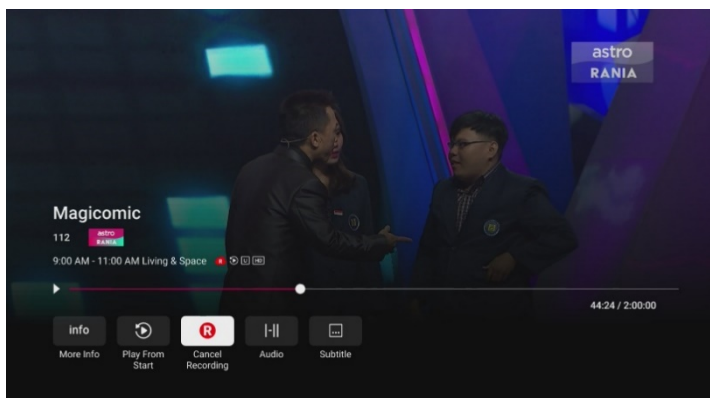 astro
RANIA
Magicomic
112 astro
RANIA
9:00 AM - 11:00 AM Living & Space R U HD
44:24 / 2:00:00
info R
More Info Play From Cancel Audio Subtitle
Start Recording